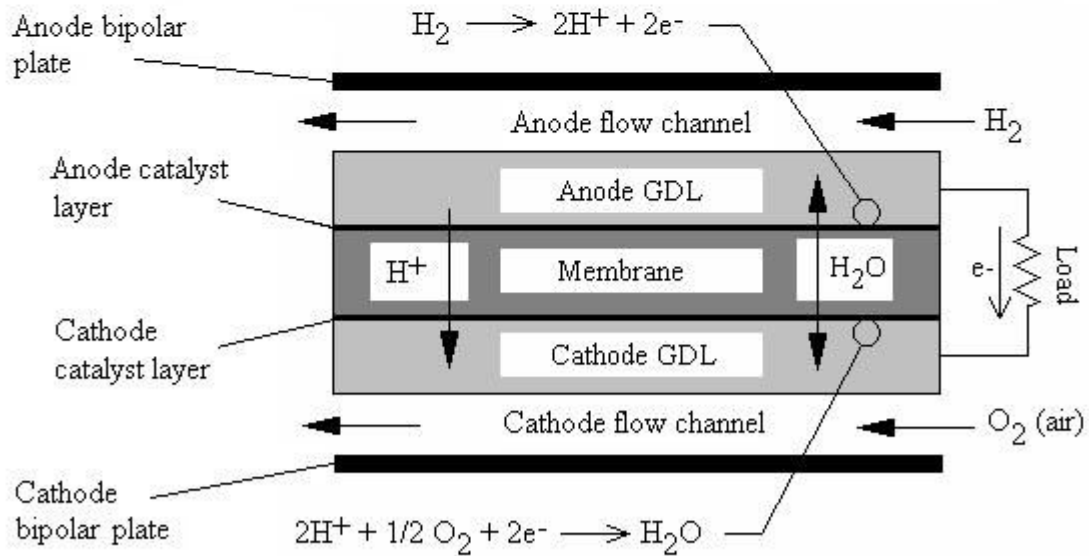 Anode bipolar
plate
H₂ → 2H⁺ + 2e-
Anode flow channel
H₂
Anode catalyst
layer
Anode GDL
H⁺
Membrane
H₂O
e-
Load
Cathode
catalyst layer
Cathode GDL
Cathode flow channel
O₂ (air)
Cathode
bipolar plate
2H⁺ + 1/2 O₂ + 2e- → H₂O